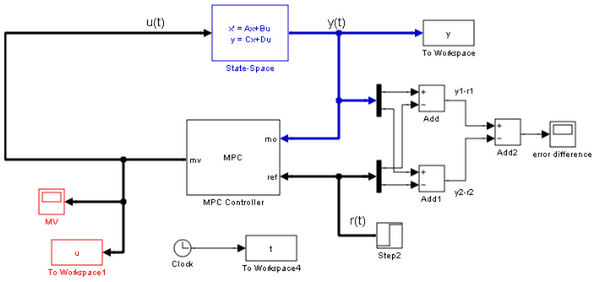 u(t)
x' = Ax+Bu
y = Cx+Du
State-Space
y(t)
y
To Workspace
+
−
Add
y1-r1
+
−
Add2
error difference
+
−
Add1
y2-r2
mv
MPC
mo
ref
MPC Controller
r(t)
Step2
MV
u
To Workspace1
Clock
t
To Workspace4